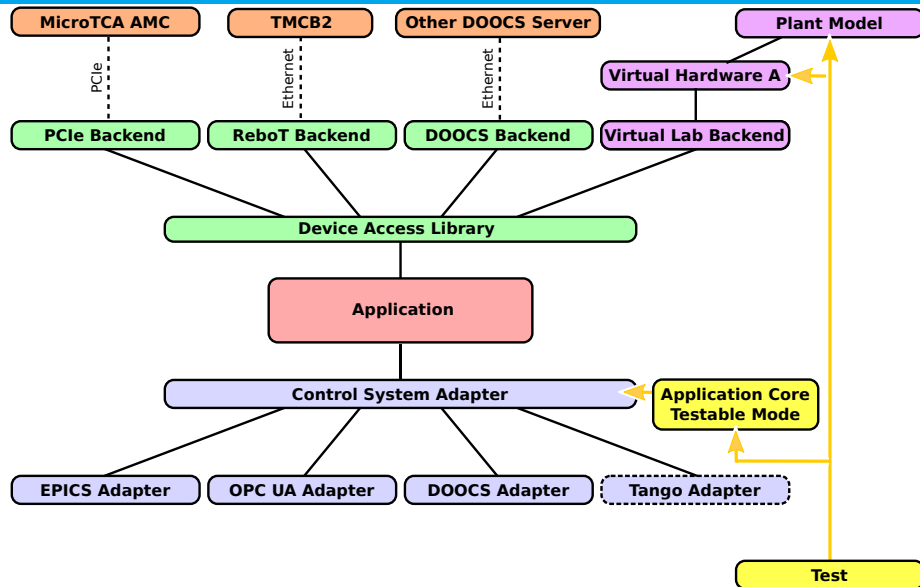 MicroTCA AMC
TMCB2
Other DOOCS Server
Plant Model
PCIe
Ethernet
Ethernet
Virtual Hardware A
PCIe Backend
ReboT Backend
DOOCS Backend
Virtual Lab Backend
Device Access Library
Application
Control System Adapter
Application Core
Testable Mode
EPICS Adapter
OPC UA Adapter
DOOCS Adapter
Tango Adapter
Test